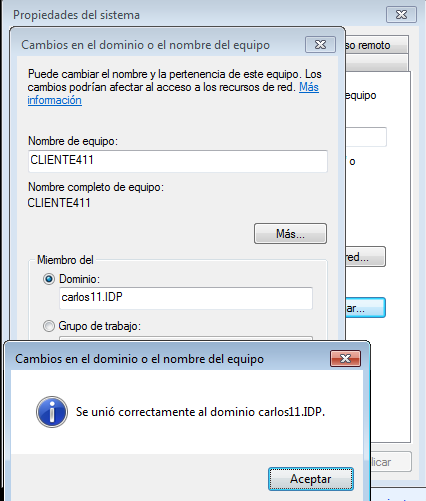 Propiedades del sistema
Cambios en el dominio o el nombre del equipo
so remoto
Puede cambiar el nombre y la pertenencia de este equipo. Los
cambios podrían afectar al acceso a los recursos de red. Más
información
equipo
Nombre de equipo:
CLIENTE411
o
Nombre completo de equipo:
CLIENTE411
Más...
Miembro del
red...
Dominio:
carlos11.IDP
ar...
Grupo de trabajo:
Cambios en el dominio o el nombre del equipo
Se unió correctamente al dominio carlos11.IDP.
licar
Aceptar